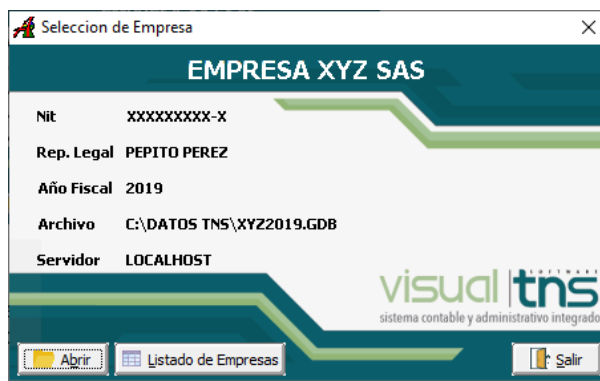 Seleccion de Empresa
EMPRESA XYZ SAS
Nit XXXXXXXXX-X
Rep. Legal PEPITO PEREZ
Año Fiscal 2019
Archivo C:\DATOS TNS\XYZ2019.GDB
Servidor LOCALHOST
SOFTWARE
visual tns
sistema contable y administrativo integrado
Abrir Listado de Empresas Salir